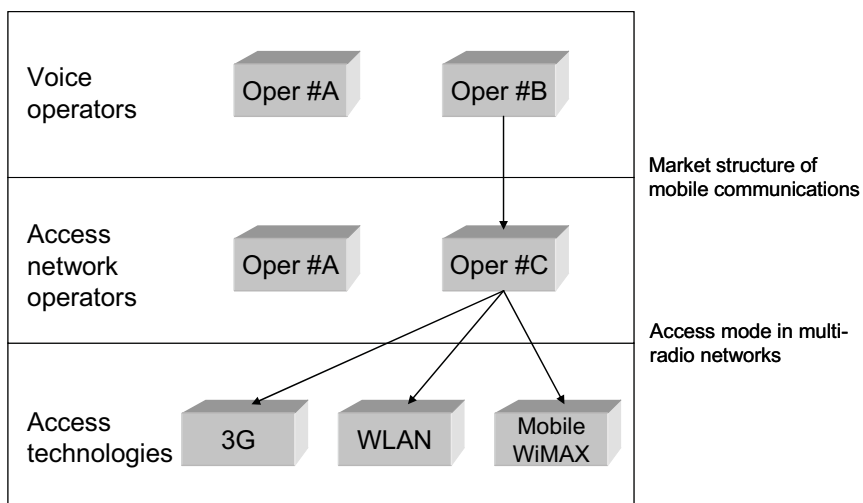 Voice
operators
Oper #A
Oper #B
Market structure of
mobile communications
Access
network
operators
Oper #A
Oper #C
Access mode in multi-
radio networks
Access
technologies
3G
WLAN
Mobile
WiMAX